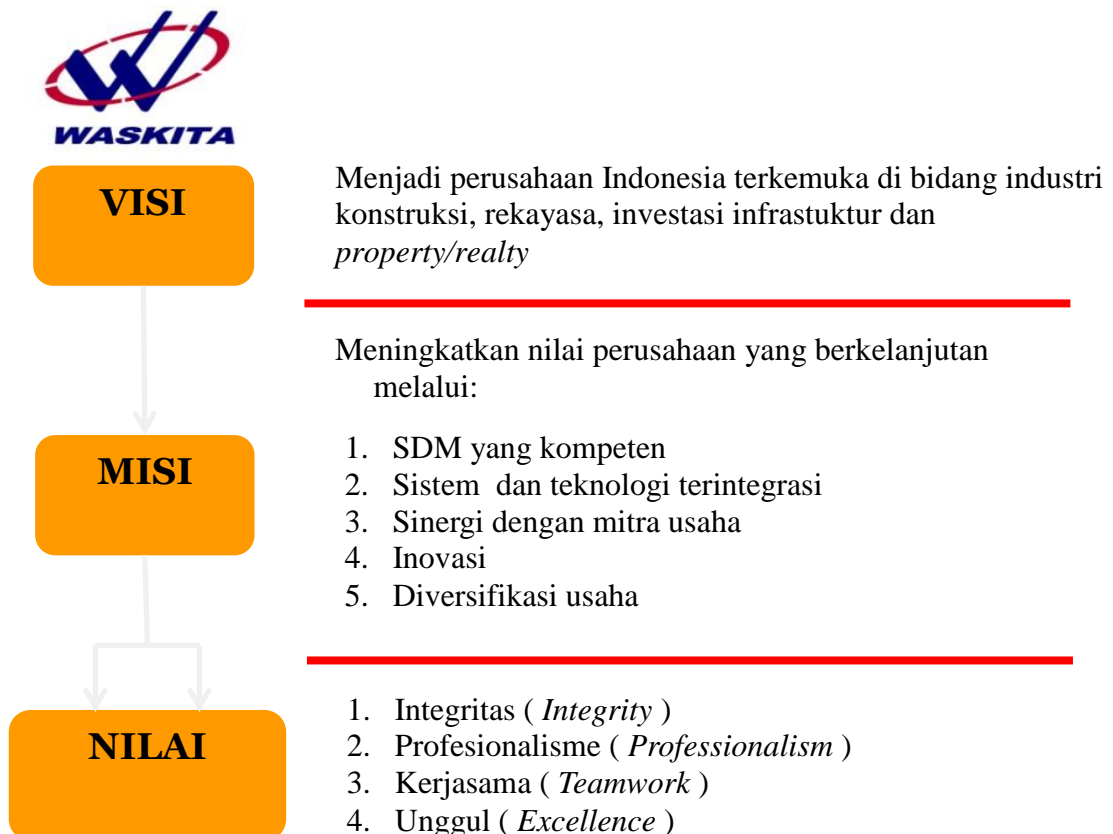 WASKITA
VISI
Menjadi perusahaan Indonesia terkemuka di bidang industri
konstruksi, rekayasa, investasi infrastuktur dan
property/realty
MISI
Meningkatkan nilai perusahaan yang berkelanjutan
melalui:
1. SDM yang kompeten
2. Sistem dan teknologi terintegrasi
3. Sinergi dengan mitra usaha
4. Inovasi
5. Diversifikasi usaha
NILAI
1. Integritas ( Integrity )
2. Profesionalisme ( Professionalism )
3. Kerjasama ( Teamwork )
4. Unggul ( Excellence )